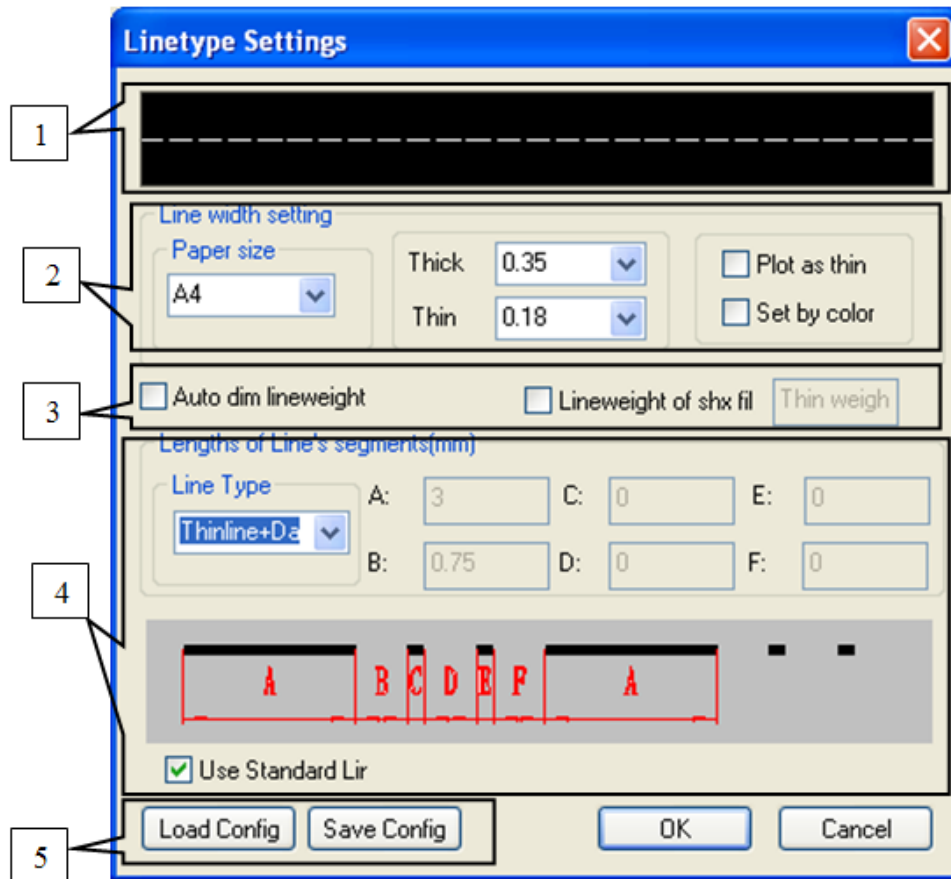 Linetype Settings
1
Line width setting
2
Paper size
A4
Thick 0.35
Thin 0.18
Plot as thin
Set by color
3
Auto dim lineweight
Lineweight of shx fil
Thin weigh
Lengths of Line's segments(mm)
4
Line Type
Thinline+Da
A: 3 C: 0 E: 0
B: 0.75 D: 0 F: 0
A B C D E F A
Use Standard Lir
5
Load Config Save Config OK Cancel